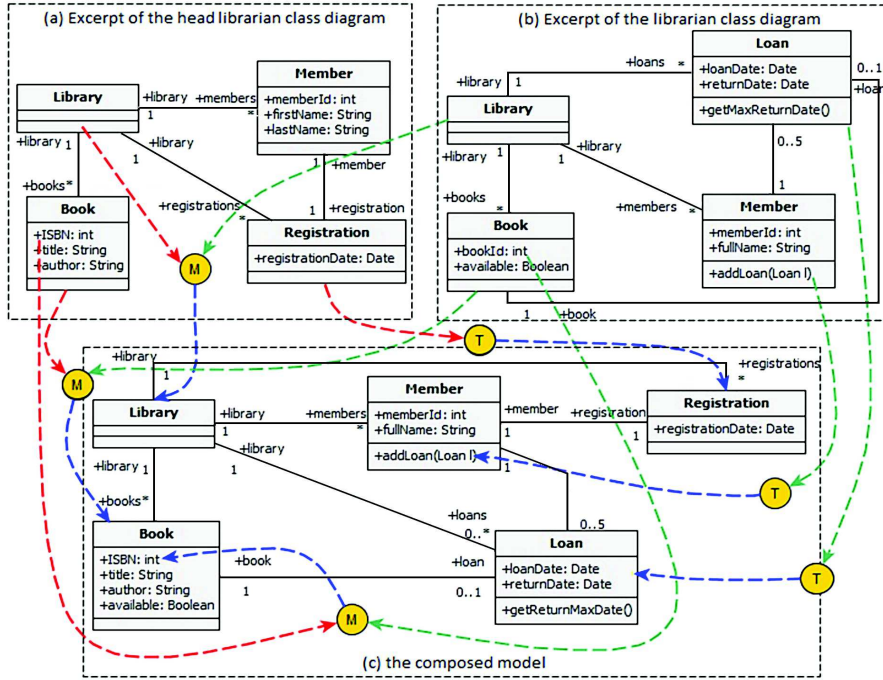 (a) Excerpt of the head librarian class diagram
Library
+library
1
+members
*
Member
+memberId: int
+firstName: String
+lastName: String
+library
1
+library
1
1
+member
+books*
+registrations
*
1
+registration
Book
+ISBN: int
+title: String
+author: String
Registration
+registrationDate: Date
M
(b) Excerpt of the librarian class diagram
Loan
+loanDate: Date
+returnDate: Date
+getMaxReturnDate()
0..1
+loan
+loans
*
+library
1
Library
+library
1
+library
1
0..5
1
+books
*
+members
*
Book
+bookId: int
+available: Boolean
Member
+memberId: int
+fullName: String
+addLoan(Loan l)
1
+book
T
M
+library
1
+registrations
*
Library
+library
1
+members
*
Member
+memberId: int
+fullName: String
+addLoan(Loan l)
+member
1
+registration
1
Registration
+registrationDate: Date
+library
1
+library
1
1
T
+books*
+loans
0..*
0..5
Book
+ISBN: int
+title: String
+author: String
+available: Boolean
+book
1
+loan
0..1
Loan
+loanDate: Date
+returnDate: Date
+getReturnMaxDate()
T
M
(c) the composed model